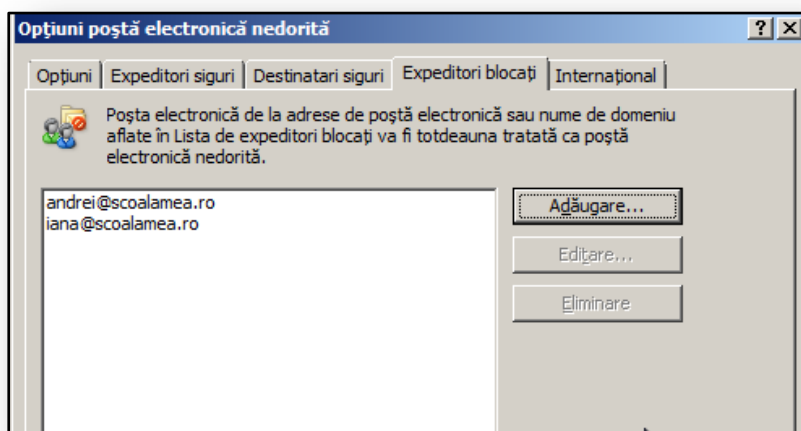 Opțiuni poștă electronică nedorită
Opțiuni
Expeditori siguri
Destinatari siguri
Expeditori blocați
Internațional
Poșta electronică de la adrese de poștă electronică sau nume de domeniu
aflate în Lista de expeditori blocați va fi totdeauna tratată ca poștă
electronică nedorită.
andrei@scoalamea.ro
iana@scoalamea.ro
Adăugare...
Editare...
Eliminare